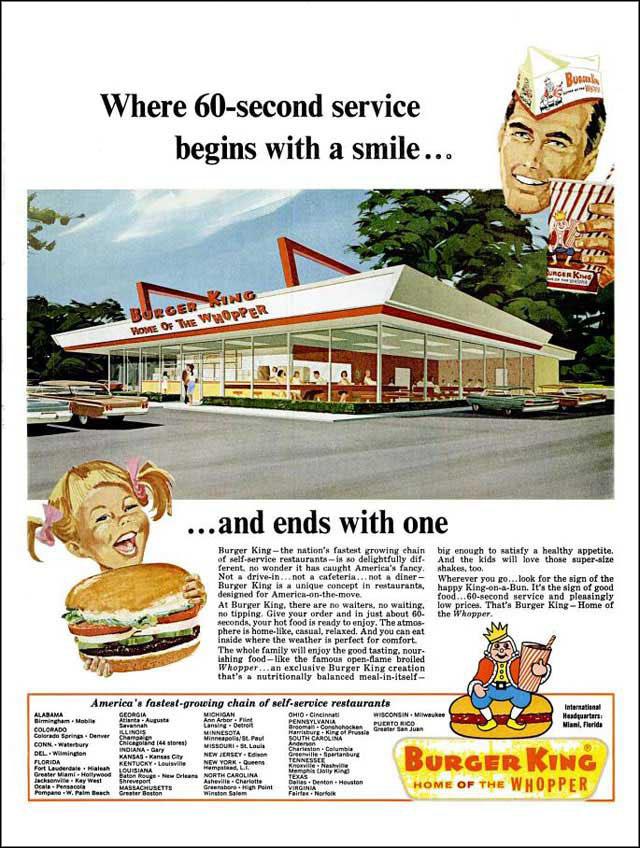 Where 60-second service
begins with a smile...
BURGER KING
HOME OF THE WHOPPER
BURGER KING
HOME OF THE WHOPPER
BURGER KING
HOME OF THE WHOPPER
...and ends with one
Burger King—the nation's fastest growing chain
of self-service restaurants—is so delightfully dif-
ferent, no wonder it has caught America's fancy.
Not a drive-in...not a cafeteria...not a diner—
Burger King is a unique concept in restaurants,
designed for America-on-the-move.
At Burger King, there are no waiters, no waiting,
no tipping. Give your order and in just about 60-
seconds, your hot food is ready to enjoy. The atmos-
phere is home-like, casual, relaxed. And you can eat
inside where the weather is perfect for comfort.
The whole family will enjoy the good tasting, nour-
ishing food—like the famous open-flame broiled
Whopper...an exclusive Burger King creation
that's a nutritionally balanced meal-in-itself—
big enough to satisfy a healthy appetite.
And the kids will love those super-size
shakes, too.
Wherever you go...look for the sign of the
happy King-on-a-Bun. It's the sign of good
food...60-second service and pleasingly
low prices. That's Burger King—Home of
the Whopper.
America's fastest-growing chain of self-service restaurants
ALABAMA
Birmingham • Mobile
COLORADO
Colorado Springs • Denver
CONN. • Waterbury
DEL. • Wilmington
FLORIDA
Fort Lauderdale • Hialeah
Greater Miami • Hollywood
Jacksonville • Key West
Ocala • Pensacola
Pompano • W. Palm Beach
GEORGIA
Atlanta • Augusta
Savannah
ILLINOIS
Champaign
Chicagoland (44 stores)
INDIANA • Gary
KANSAS • Kansas City
KENTUCKY • Louisville
LOUISIANA
Baton Rouge • New Orleans
Shreveport
MASSACHUSETTS
Greater Boston
MICHIGAN
Ann Arbor • Flint
Lansing • Detroit
MINNESOTA
Minneapolis/St. Paul
MISSOURI • St. Louis
NEW JERSEY • Edison
NEW YORK • Queens
Hempstead, L.I.
NORTH CAROLINA
Asheville • Charlotte
Greensboro • High Point
Winston Salem
OHIO • Cincinnati
PENNSYLVANIA
Broomall • Conshohocken
Harrisburg • King of Prussia
SOUTH CAROLINA
Anderson
Charleston • Columbia
Greenville • Spartanburg
TENNESSEE
Knoxville • Nashville
Memphis (Jolly King)
TEXAS
Dallas • Denton • Houston
VIRGINIA
Fairfax • Norfolk
WISCONSIN • Milwaukee
PUERTO RICO
Greater San Juan
International
Headquarters:
Miami, Florida
BURGER KING®
HOME OF THE WHOPPER